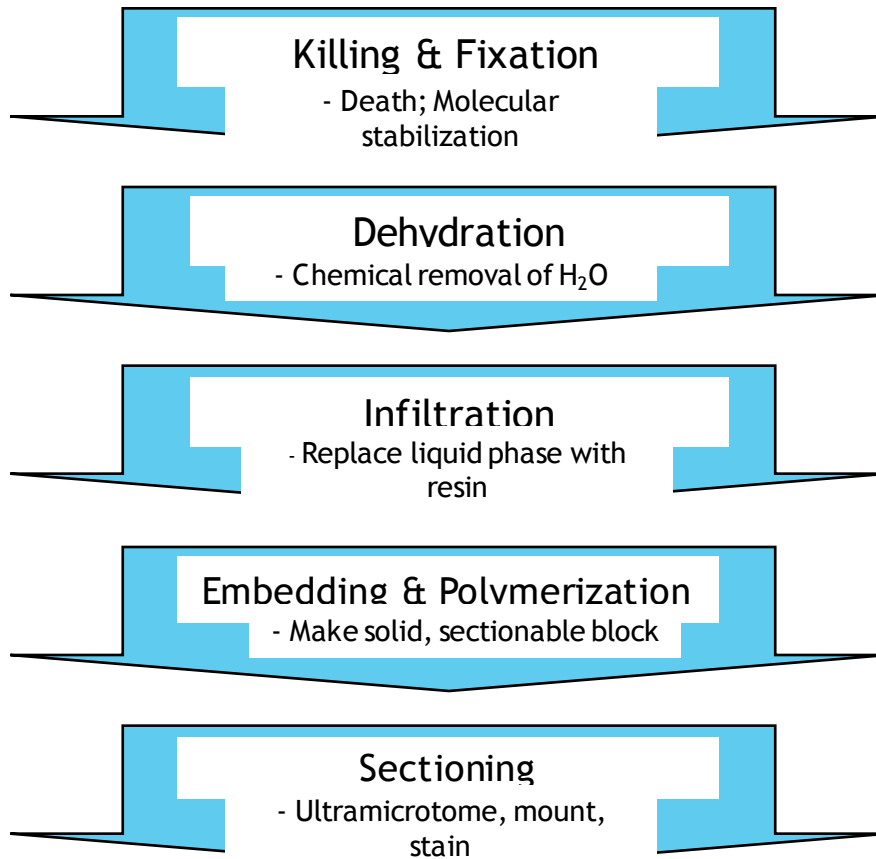 Killing & Fixation
- Death; Molecular
stabilization
Dehydration
- Chemical removal of H₂O
Infiltration
- Replace liquid phase with
resin
Embedding & Polymerization
- Make solid, sectionable block
Sectioning
- Ultramicrotome, mount,
stain